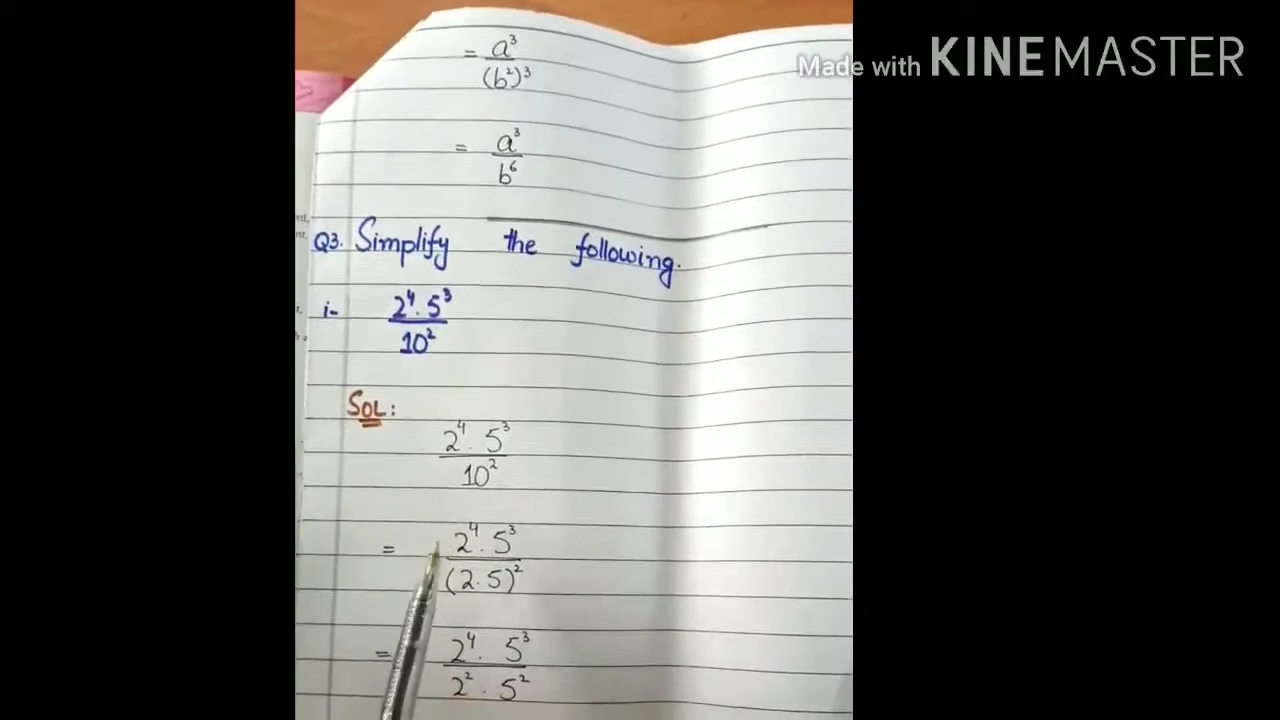 Made with KINEMASTER
= a³/(b²)³
= a³/b⁶
Q3. Simplify the following.
i- 2⁴. 5³/10²
SOL:
2⁴. 5³/10²
= 2⁴. 5³/(2.5)²
= 2⁴. 5³/2². 5²